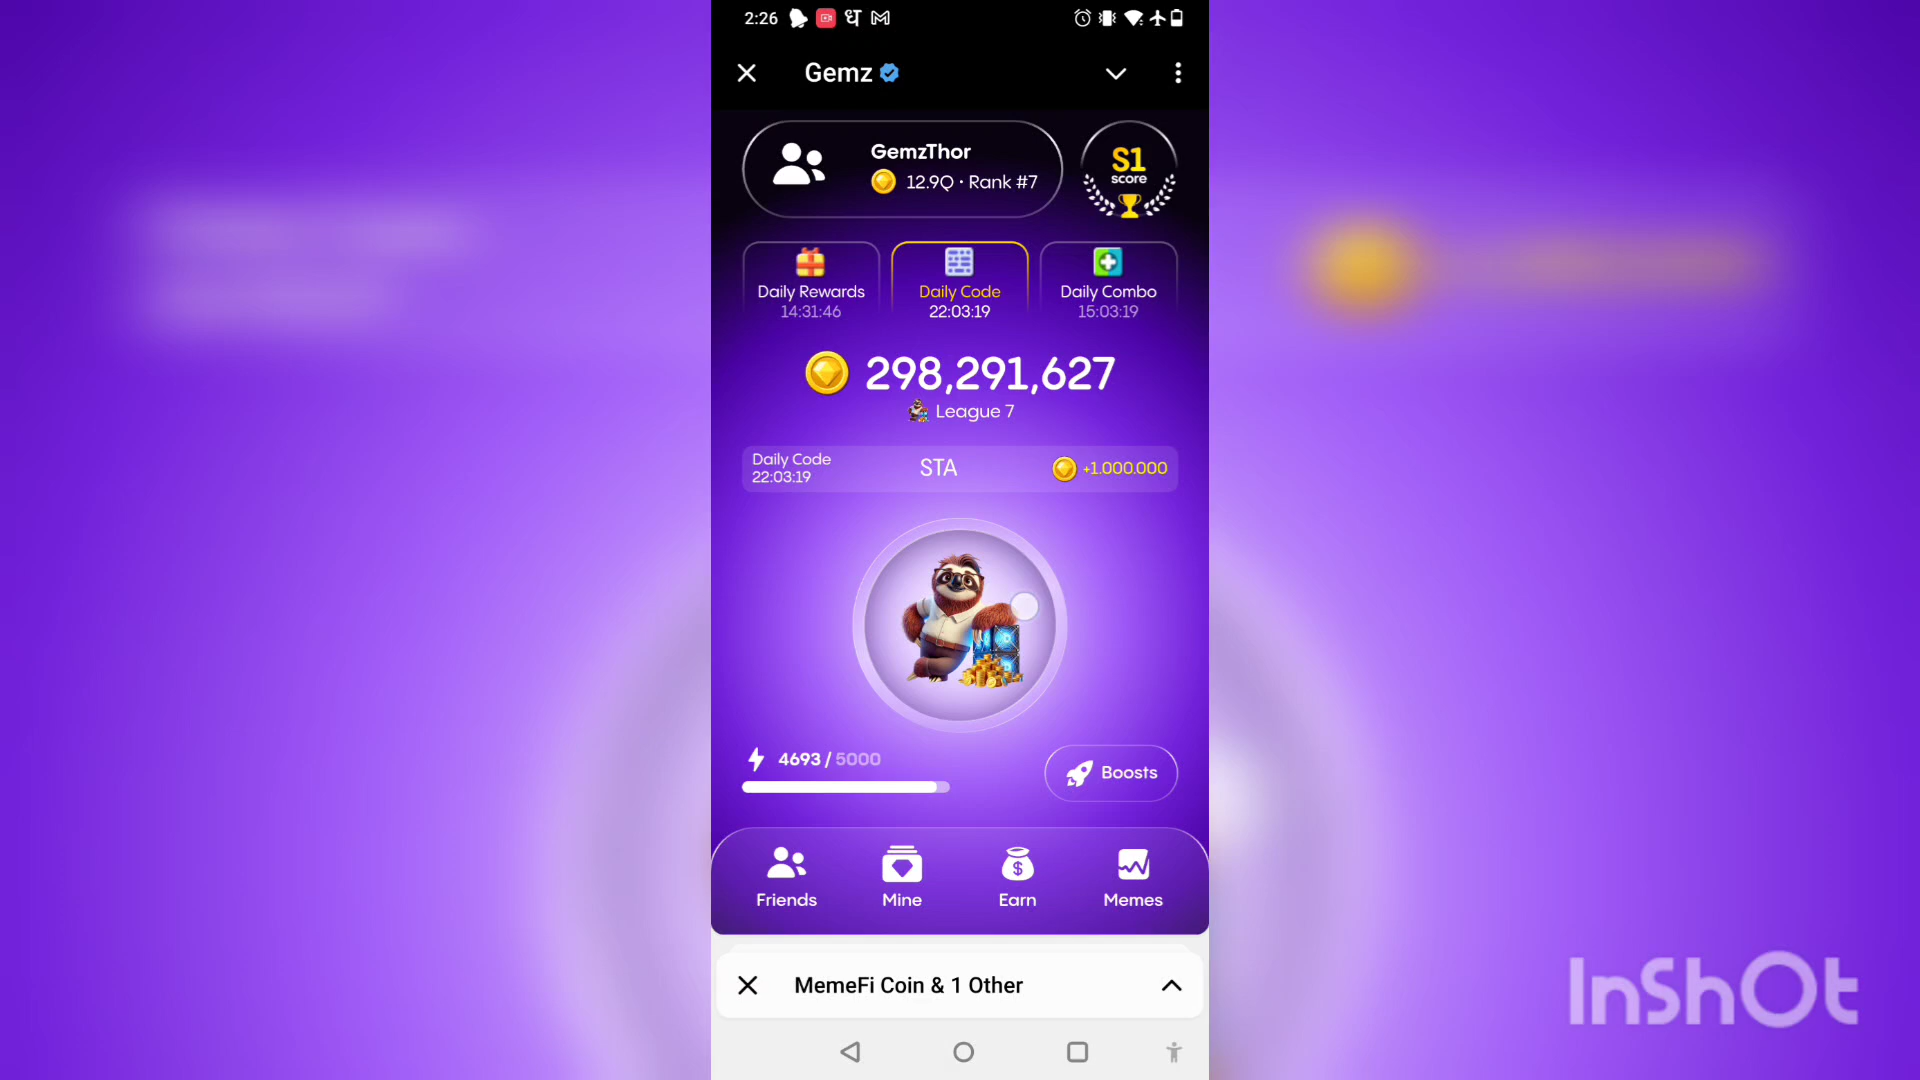 2:26 ध
Gemz
GemzThor
12.9Q · Rank #7
S1
score
Daily Rewards
14:31:46
Daily Code
22:03:19
Daily Combo
15:03:19
298,291,627
League 7
Daily Code
22:03:19
STA
+1.000.000
4693 / 5000
Boosts
Friends
Mine
Earn
Memes
MemeFi Coin & 1 Other
InShOt